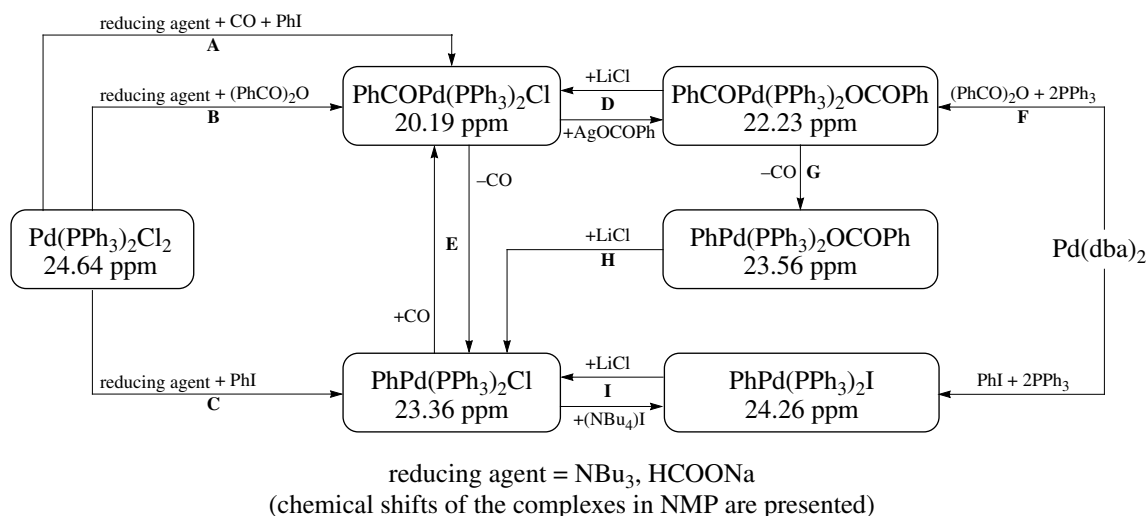 reducing agent + CO + PhI
A
reducing agent + (PhCO)₂O
B
PhCOPd(PPh₃)₂Cl
20.19 ppm
+LiCl
D
+AgOCOPh
PhCOPd(PPh₃)₂OCOPh
22.23 ppm
(PhCO)₂O + 2PPh₃
F
–CO
E
–CO G
Pd(PPh₃)₂Cl₂
24.64 ppm
+LiCl
H
PhPd(PPh₃)₂OCOPh
23.56 ppm
Pd(dba)₂
+CO
reducing agent + PhI
C
PhPd(PPh₃)₂Cl
23.36 ppm
+LiCl
I
+(NBu₄)I
PhPd(PPh₃)₂I
24.26 ppm
PhI + 2PPh₃
reducing agent = NBu₃, HCOONa
(chemical shifts of the complexes in NMP are presented)